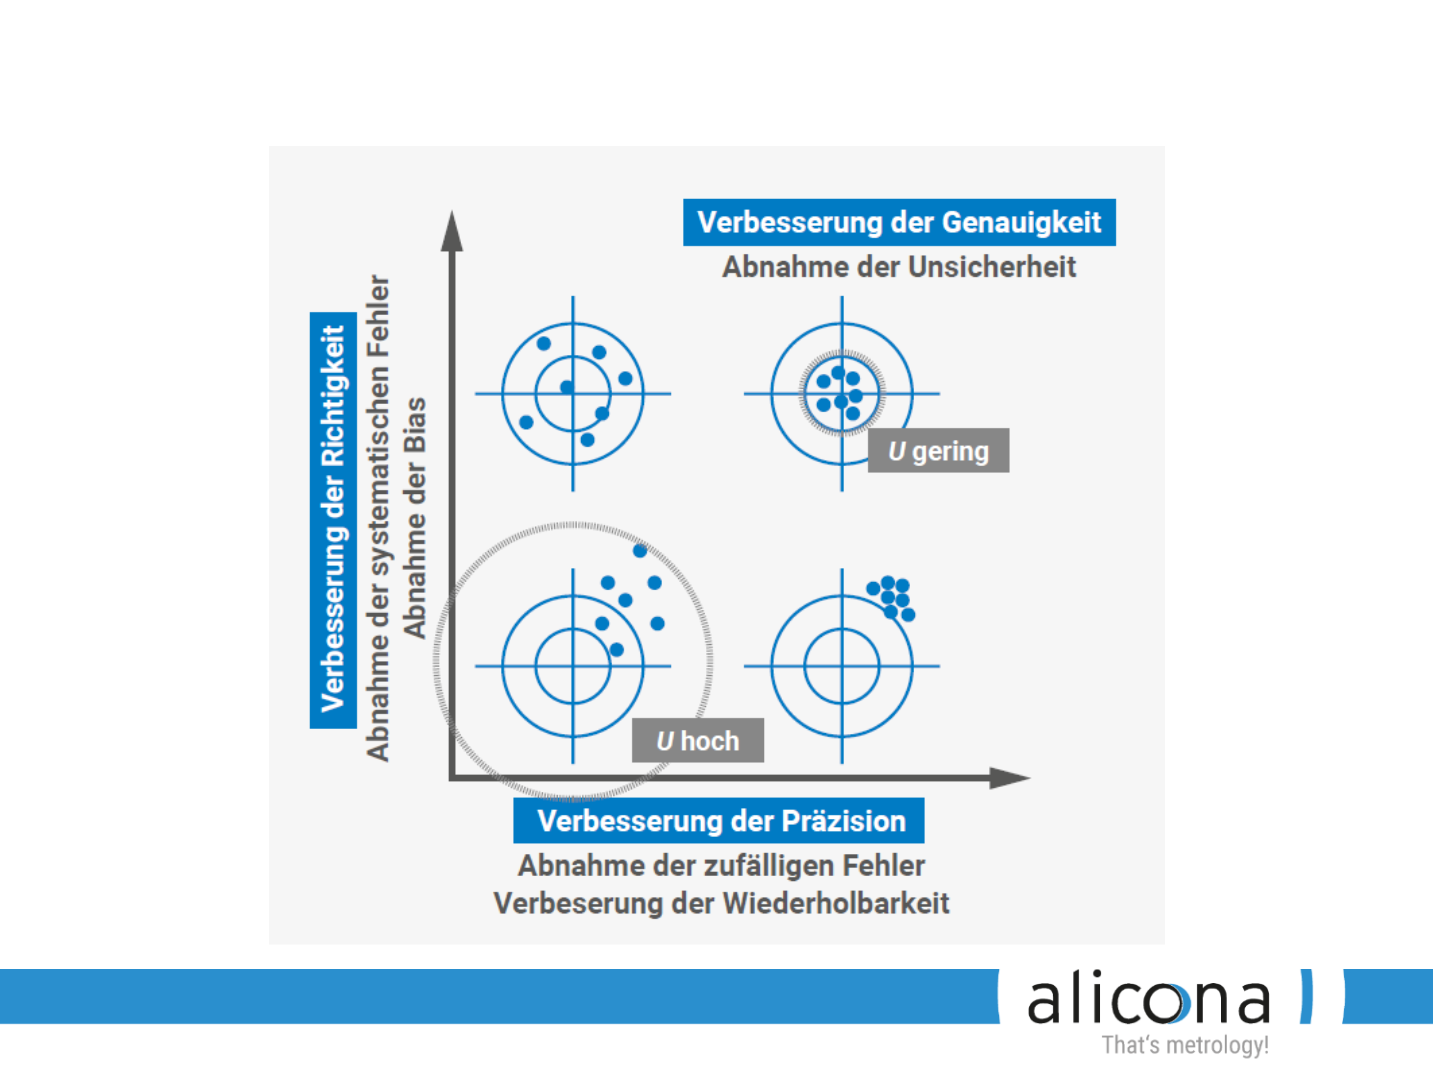 Verbesserung der Genauigkeit
Abnahme der Unsicherheit
Verbesserung der Richtigkeit
Abnahme der systematischen Fehler
Abnahme der Bias
U gering
U hoch
Verbesserung der Präzision
Abnahme der zufälligen Fehler
Verbeserung der Wiederholbarkeit
alicona
That's metrology!